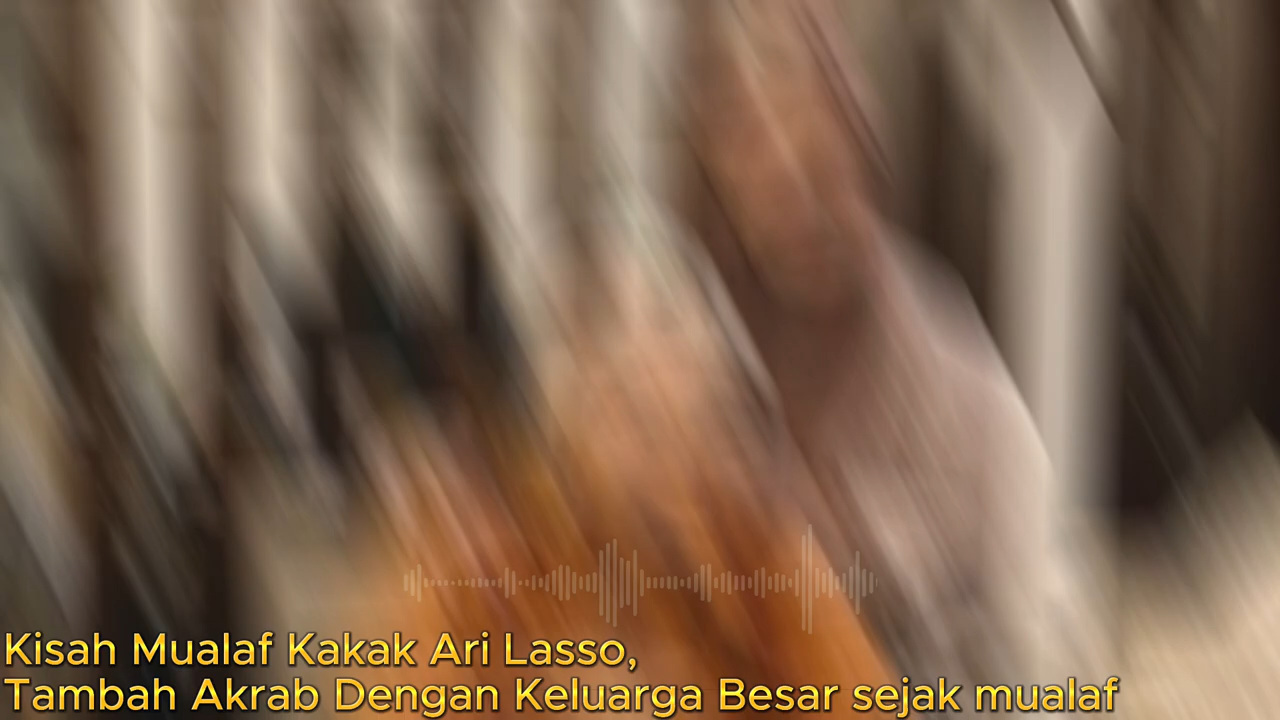 Kisah Mualaf Kakak Ari Lasso,
Tambah Akrab Dengan Keluarga Besar sejak mualaf